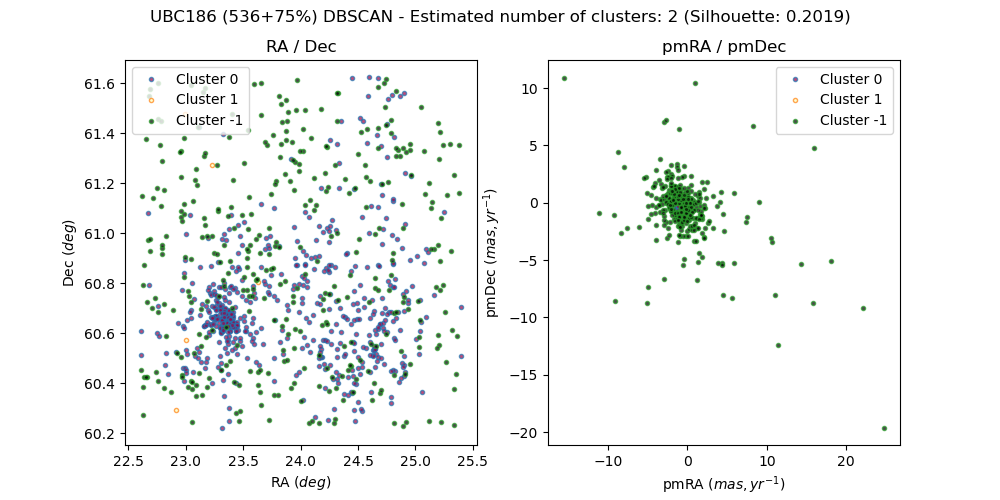 UBC186 (536+75%) DBSCAN - Estimated number of clusters: 2 (Silhouette: 0.2019)
RA / Dec
Cluster 0
Cluster 1
Cluster -1
61.6
61.4
61.2
61.0
60.8
60.6
60.4
60.2
Dec (deg)
22.5 23.0 23.5 24.0 24.5 25.0 25.5
RA (deg)
pmRA / pmDec
Cluster 0
Cluster 1
Cluster -1
10
5
0
−5
−10
−15
−20
pmDec (mas, yr⁻¹)
−10 0 10 20
pmRA (mas, yr⁻¹)